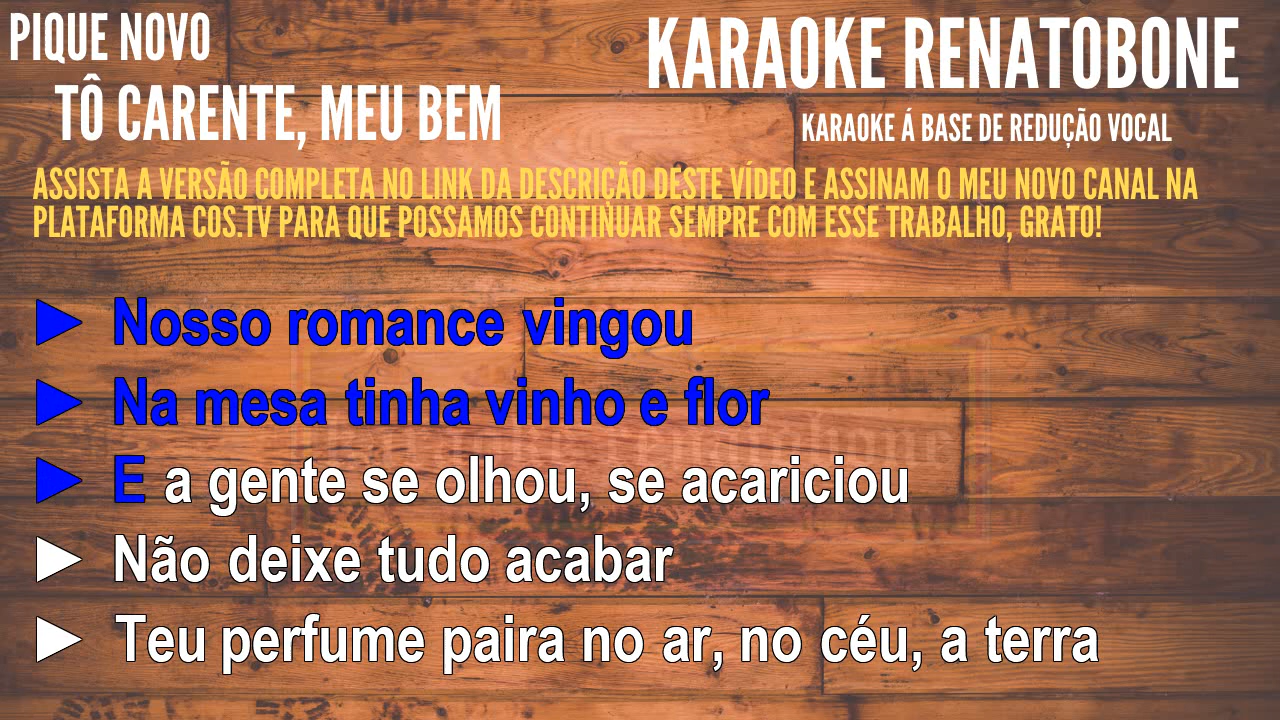 PIQUE NOVO
TÔ CARENTE, MEU BEM
KARAOKE RENATOBONE
KARAOKE Á BASE DE REDUÇÃO VOCAL
ASSISTA A VERSÃO COMPLETA NO LINK DA DESCRIÇÃO DESTE VÍDEO E ASSINAM O MEU NOVO CANAL NA
PLATAFORMA COS.TV PARA QUE POSSAMOS CONTINUAR SEMPRE COM ESSE TRABALHO, GRATO!
► Nosso romance vingou
► Na mesa tinha vinho e flor
► E a gente se olhou, se acariciou
► Não deixe tudo acabar
► Teu perfume paira no ar, no céu, a terra
karaoke renatobone